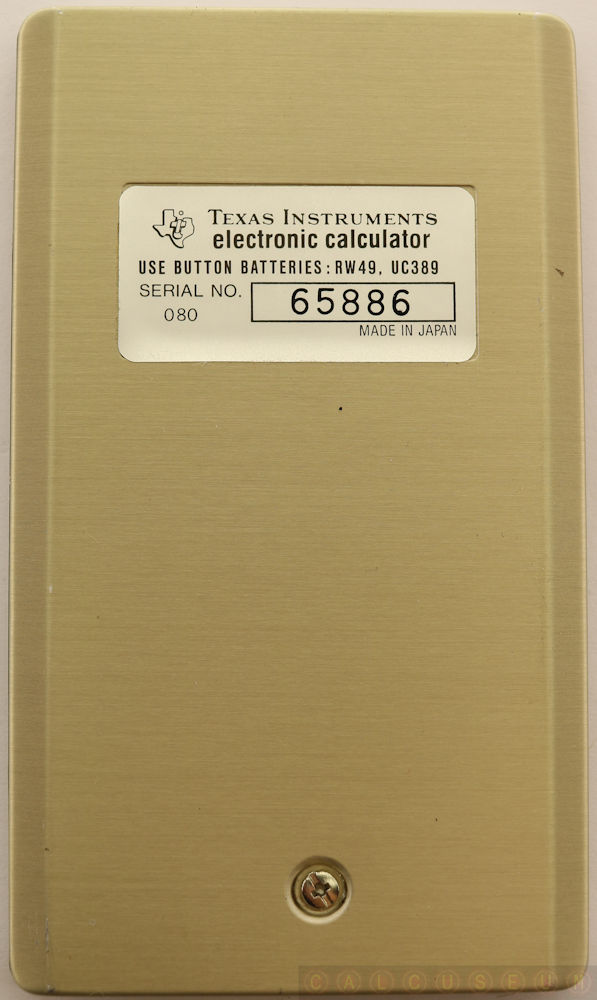 TEXAS INSTRUMENTS
electronic calculator
USE BUTTON BATTERIES: RW49, UC389
SERIAL NO. 65886
080
MADE IN JAPAN
CALCUSEUM